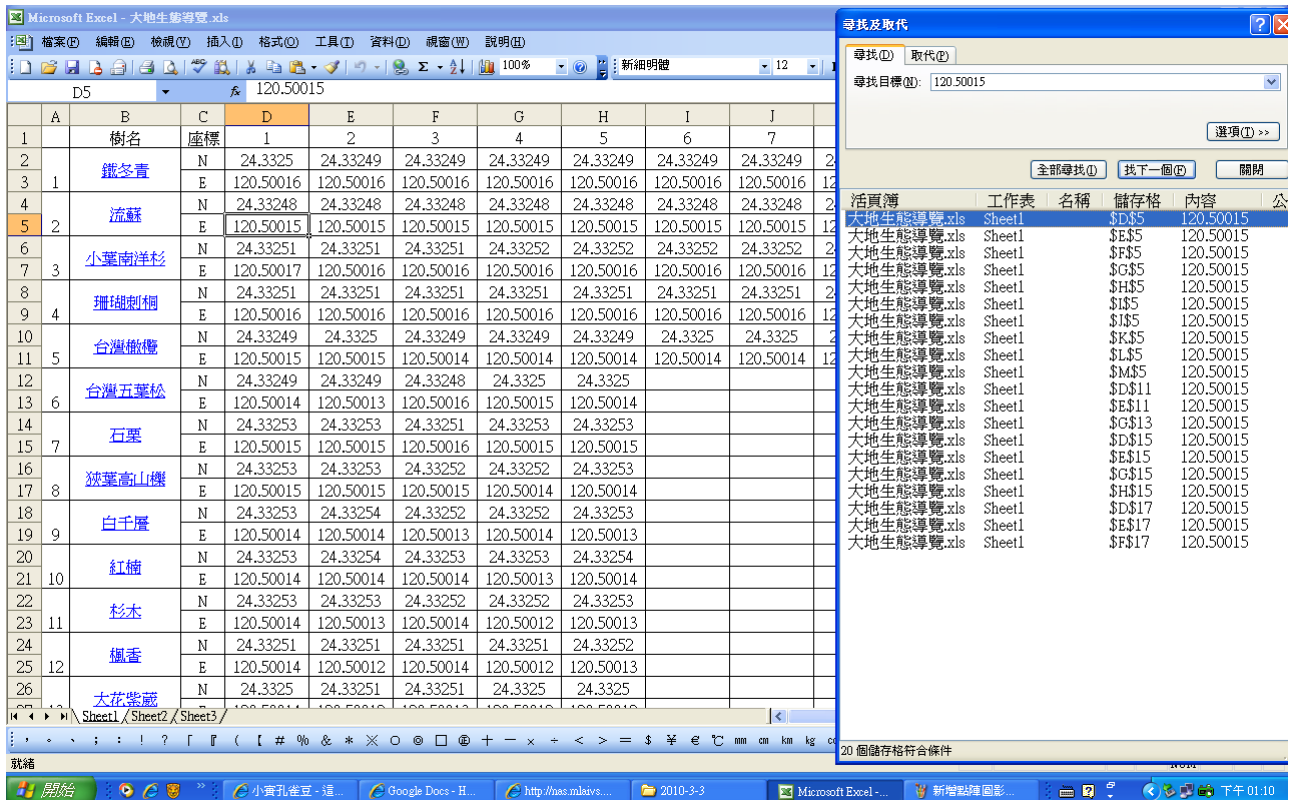 Microsoft Excel - 大地生態導覽.xls
檔案(F) 編輯(E) 檢視(V) 插入(I) 格式(O) 工具(T) 資料(D) 視窗(W) 說明(H)
100% 新細明體 12
D5 fx 120.50015
A B C D E F G H I J
1 樹名 座標 1 2 3 4 5 6 7
2 鐵冬青 N 24.3325 24.33249 24.33249 24.33249 24.33249 24.33249 24.33249
3 1 E 120.50016 120.50016 120.50016 120.50016 120.50016 120.50016 120.50016
4 流蘇 N 24.33248 24.33248 24.33248 24.33248 24.33248 24.33248 24.33248
5 2 E 120.50015 120.50015 120.50015 120.50015 120.50015 120.50015 120.50015
6 小葉南洋杉 N 24.33251 24.33251 24.33251 24.33252 24.33252 24.33252 24.33252
7 3 E 120.50017 120.50016 120.50016 120.50016 120.50016 120.50016 120.50016
8 珊瑚刺桐 N 24.33251 24.33251 24.33251 24.33251 24.33251 24.33251 24.33251
9 4 E 120.50016 120.50016 120.50016 120.50016 120.50016 120.50016 120.50016
10 台灣橄欖 N 24.33249 24.3325 24.33249 24.33249 24.33249 24.3325 24.3325
11 5 E 120.50015 120.50015 120.50014 120.50014 120.50014 120.50014 120.50014
12 台灣五葉松 N 24.33249 24.33249 24.33248 24.3325 24.3325
13 6 E 120.50014 120.50013 120.50016 120.50015 120.50014
14 石栗 N 24.33253 24.33253 24.33251 24.33253 24.33253
15 7 E 120.50015 120.50015 120.50016 120.50015 120.50015
16 狹葉高山櫟 N 24.33253 24.33253 24.33252 24.33252 24.33253
17 8 E 120.50015 120.50015 120.50015 120.50014 120.50014
18 白千層 N 24.33253 24.33254 24.33252 24.33252 24.33253
19 9 E 120.50014 120.50014 120.50013 120.50014 120.50013
20 紅楠 N 24.33253 24.33254 24.33253 24.33253 24.33254
21 10 E 120.50014 120.50014 120.50014 120.50013 120.50014
22 杉木 N 24.33253 24.33253 24.33252 24.33252 24.33253
23 11 E 120.50014 120.50013 120.50014 120.50012 120.50013
24 楓香 N 24.33251 24.33251 24.33251 24.33251 24.33252
25 12 E 120.50014 120.50012 120.50014 120.50012 120.50013
26 大花紫葳 N 24.3325 24.33251 24.33251 24.3325 24.3325
Sheet1 Sheet2 Sheet3
， 。 、 ； ： ！ ？ 「 『 （ 【 # % & * ※ ○ ● □ ＋ － × ÷ ＜ ＞ ＝ $ ¥ € ℃ mm cm km kg
就緒 NUM
尋找及取代
尋找(D) 取代(P)
尋找目標(N): 120.50015
選項(T) >>
全部尋找(I) 找下一個(F) 關閉
活頁簿 工作表 名稱 儲存格 內容 公
大地生態導覽.xls Sheet1 $D$5 120.50015
大地生態導覽.xls Sheet1 $E$5 120.50015
大地生態導覽.xls Sheet1 $F$5 120.50015
大地生態導覽.xls Sheet1 $G$5 120.50015
大地生態導覽.xls Sheet1 $H$5 120.50015
大地生態導覽.xls Sheet1 $I$5 120.50015
大地生態導覽.xls Sheet1 $J$5 120.50015
大地生態導覽.xls Sheet1 $K$5 120.50015
大地生態導覽.xls Sheet1 $L$5 120.50015
大地生態導覽.xls Sheet1 $M$5 120.50015
大地生態導覽.xls Sheet1 $D$11 120.50015
大地生態導覽.xls Sheet1 $E$11 120.50015
大地生態導覽.xls Sheet1 $G$13 120.50015
大地生態導覽.xls Sheet1 $D$15 120.50015
大地生態導覽.xls Sheet1 $E$15 120.50015
大地生態導覽.xls Sheet1 $G$15 120.50015
大地生態導覽.xls Sheet1 $H$15 120.50015
大地生態導覽.xls Sheet1 $D$17 120.50015
大地生態導覽.xls Sheet1 $E$17 120.50015
大地生態導覽.xls Sheet1 $F$17 120.50015
20 個儲存格符合條件
開始 小實孔雀豆 - 這... Google Docs - H... http://nas.mlaivs.... 2010-3-3 Microsoft Excel -... 新增點陣圖影... 下午 01:10